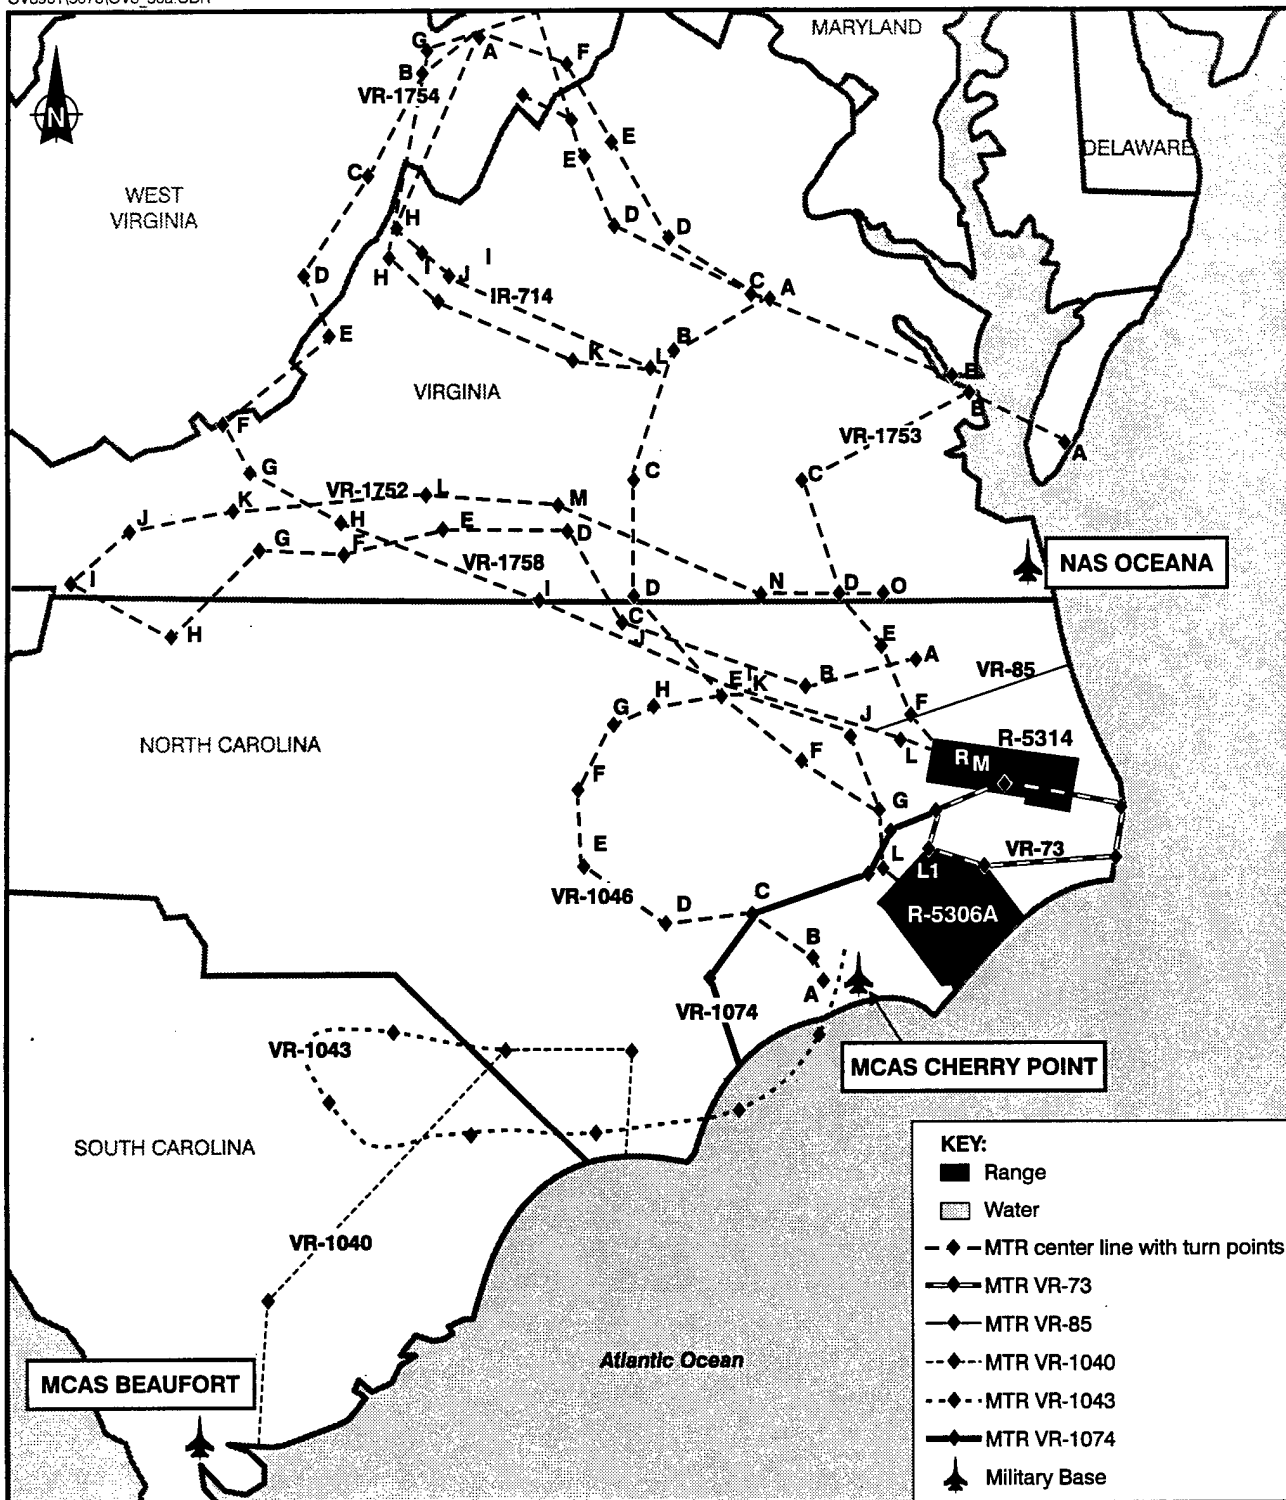 MARYLAND
G
A
F
B
VR-1754
N
E
E
DELAWARE
C
WEST
VIRGINIA
H
D
D
I
H
I
J
D
C
A
IR-714
E
B
K
L
B
VIRGINIA
B
F
VR-1753
A
G
C
C
VR-1752
L
K
M
J
H
E
D
G
F
VR-1758
NAS OCEANA
I
I
D
N
D
O
H
C
J
E
A
B
VR-85
E
K
H
G
J
F
R-5314
NORTH CAROLINA
L
R
M
F
F
G
E
L
VR-73
L1
VR-1046
D
C
R-5306A
B
A
VR-1074
VR-1043
MCAS CHERRY POINT
SOUTH CAROLINA
KEY:
Range
Water
MTR center line with turn points
MTR VR-73
MTR VR-85
MTR VR-1040
MTR VR-1043
MTR VR-1074
Military Base
VR-1040
Atlantic Ocean
MCAS BEAUFORT